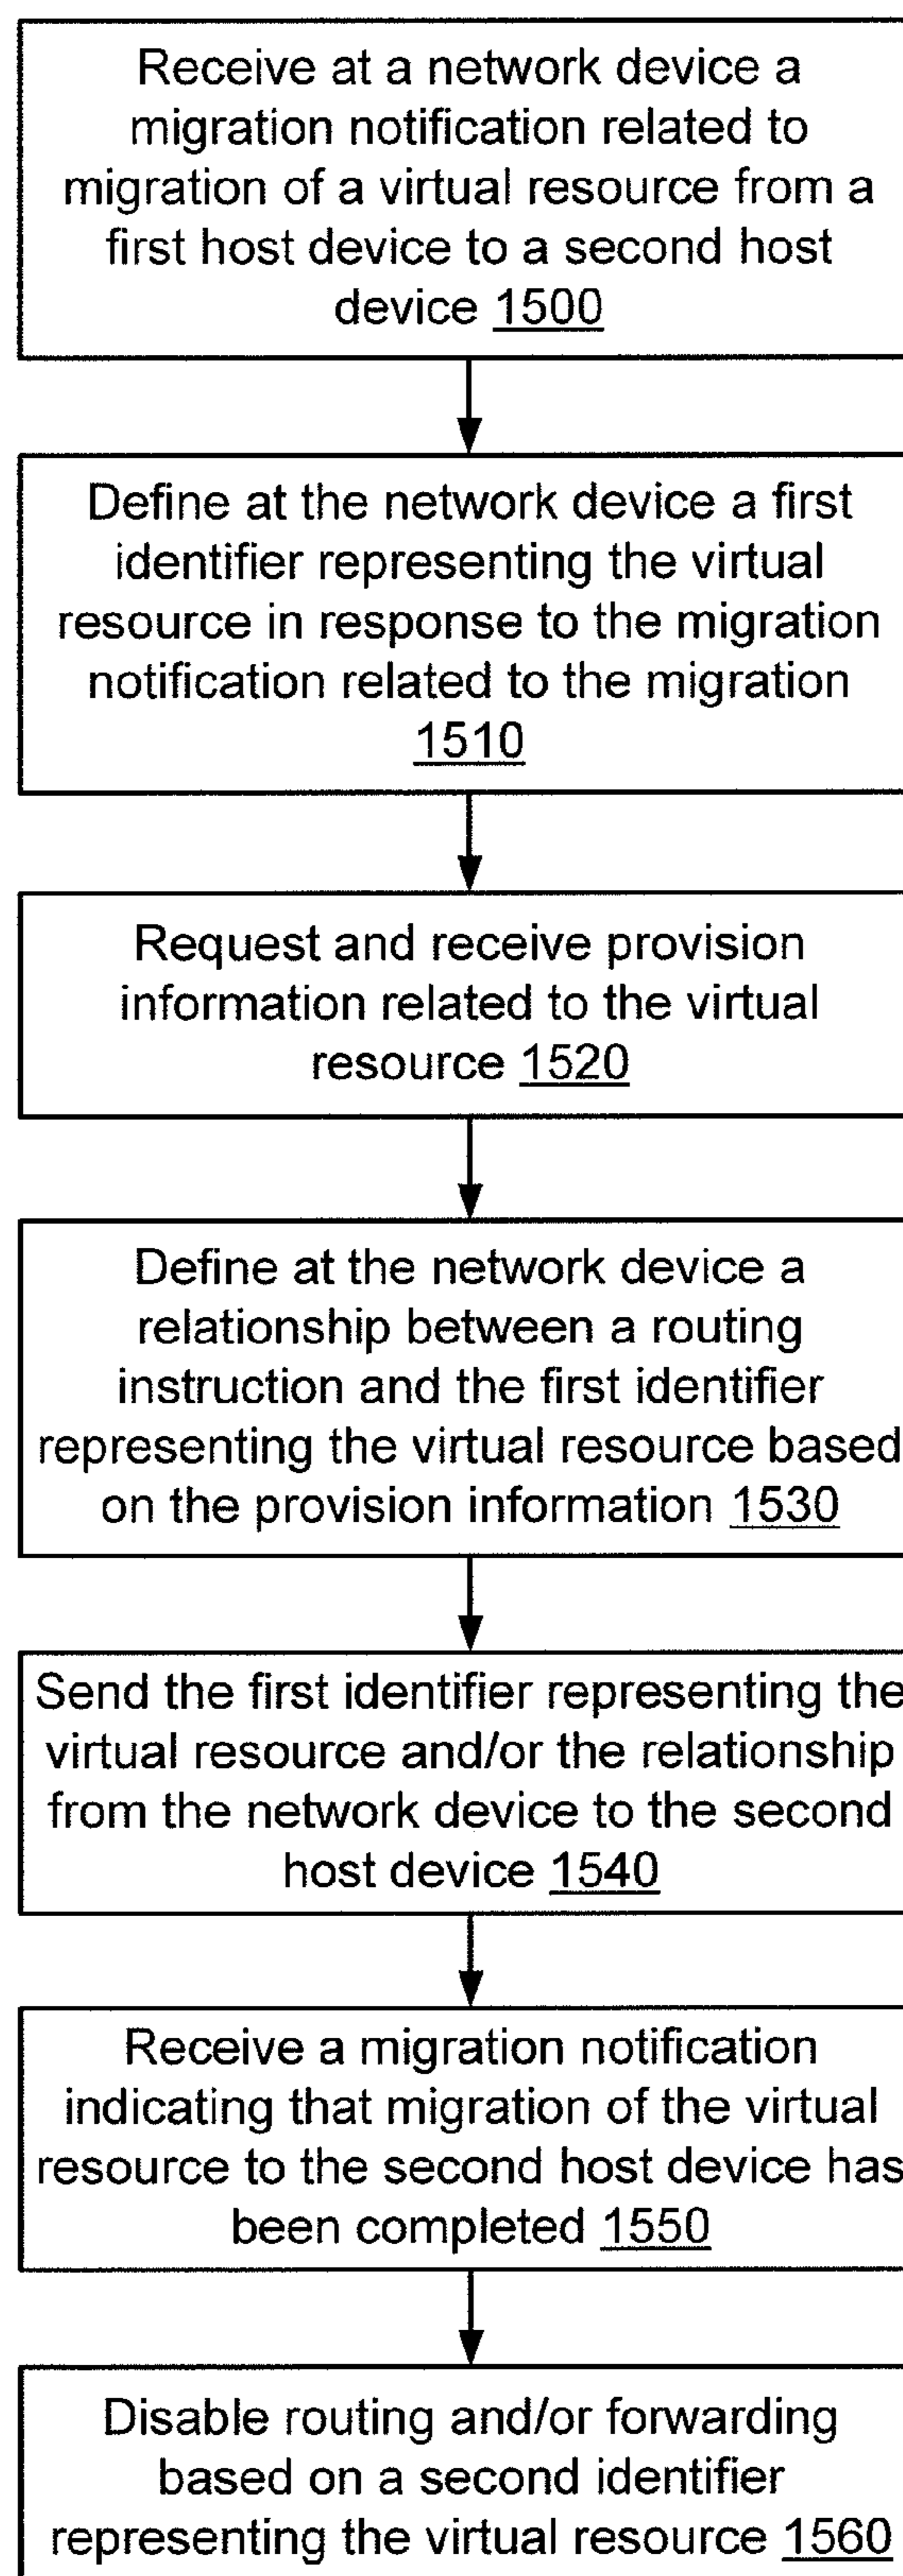 Receive at a network device a
migration notification related to
migration of a virtual resource from a
first host device to a second host
device 1500
Define at the network device a first
identifier representing the virtual
resource in response to the migration
notification related to the migration
1510
Request and receive provision
information related to the virtual
resource 1520
Define at the network device a
relationship between a routing
instruction and the first identifier
representing the virtual resource based
on the provision information 1530
Send the first identifier representing the
virtual resource and/or the relationship
from the network device to the second
host device 1540
Receive a migration notification
indicating that migration of the virtual
resource to the second host device has
been completed 1550
Disable routing and/or forwarding
based on a second identifier
representing the virtual resource 1560